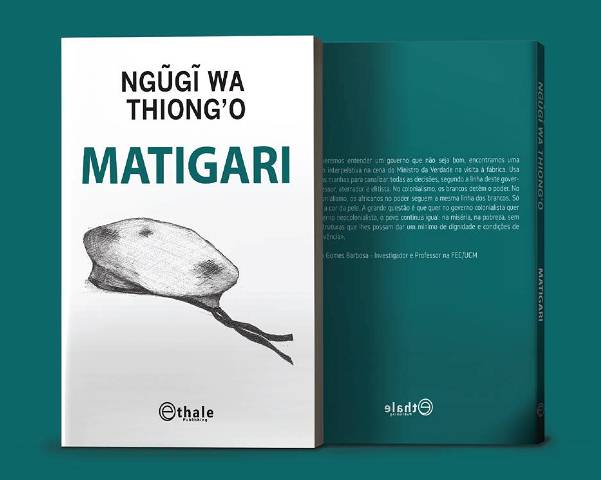 NGŨGĨ WA
THIONG'O
MATIGARI
ethale
Publishing
entender um governo que não seja bom, encontramos uma
interpelativa na cena do Ministro da Verdade na visita à fábrica. Usa
manhas para canalizar todas as decisões, segundo a linha deste gover-
aterrador e elitista. No colonialismo, os brancos detêm o poder. No
os africanos no poder seguem a mesma linha dos brancos. Só
a cor da pele. A grande questão é que quer no governo colonialista quer
neocolonialista, o povo continua igual: na miséria, na pobreza, sem
que lhes possam dar um mínimo de dignidade e condições de
Gomes Barbosa - Investigador e Professor na FEC/UCM
ethale
Publishing
NGŨGĨ WA THIONG'O
MATIGARI